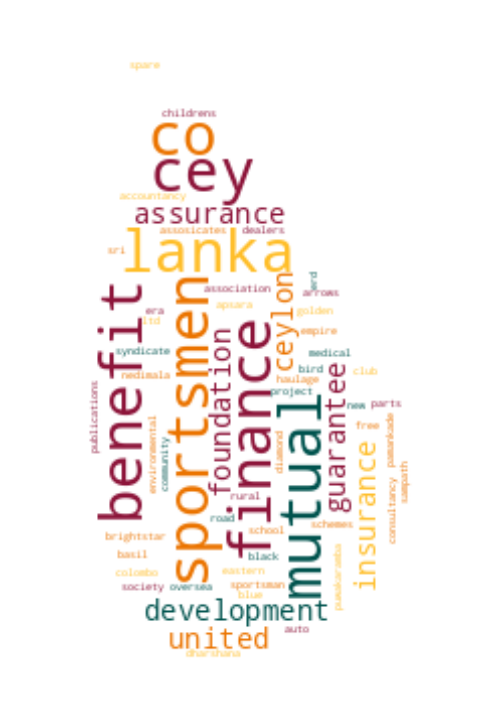 spare
childrens
co
cey
accountancy
assurance
associcates dealers
sri lanka
association
benefit
sportsmen
finance
mutual
foundation
ceylon
guarantee
insurance
erd
arrows
era
ltd
apsara
golden
empire
syndicate
medical
nedimala
bird
haulage
club
project
publications
new parts
environmental
community
diamond
free
pamankade
sampath
consultancy
rural
road
school
schemes
brightstar
black
basil
colombo
eastern
society oversea sportsman
blue
pumakaramba
development
auto
united
dharshana